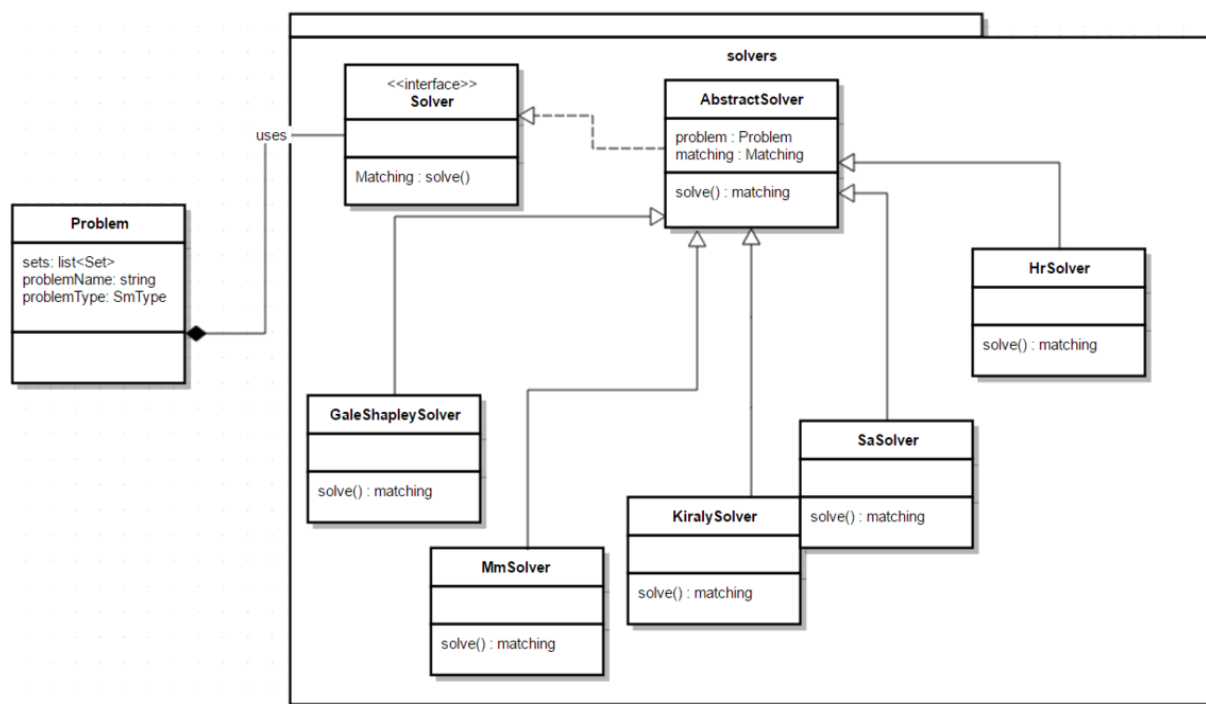 solvers
<<interface>>
Solver
Matching : solve()
uses
AbstractSolver
problem : Problem
matching : Matching
solve() : matching
Problem
sets: list<Set>
problemName: string
problemType: SmType
HrSolver
solve() : matching
GaleShapleySolver
solve() : matching
SaSolver
solve() : matching
KiralySolver
solve() : matching
MmSolver
solve() : matching